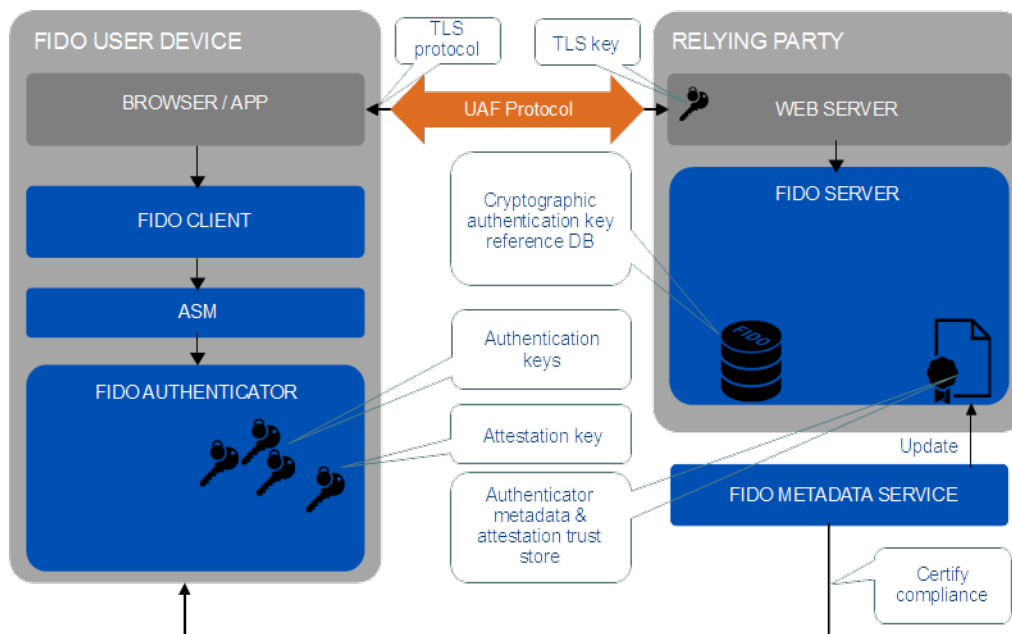 FIDO USER DEVICE
TLS
protocol
TLS key
RELYING PARTY
BROWSER / APP
UAF Protocol
WEB SERVER
FIDO CLIENT
Cryptographic
authentication key
reference DB
FIDO SERVER
ASM
FIDO
Authentication
keys
FIDO AUTHENTICATOR
Attestation key
Update
Authenticator
metadata &
attestation trust
store
FIDO METADATA SERVICE
Certify
compliance